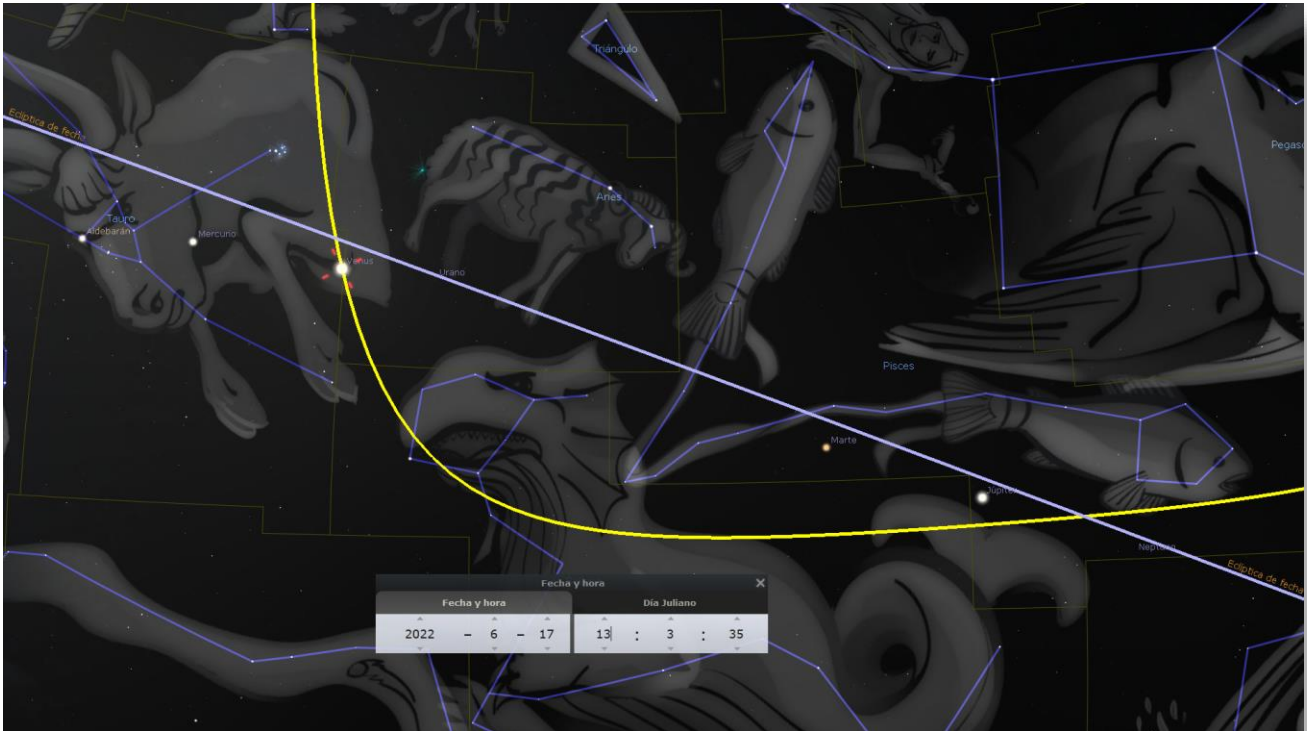 Triángulo
Eclíptica de fecha
Pegaso
Aries
Tauro
Aldebarán
Mercurio
Venus
Urano
Pisces
Marte
Júpiter
Neptuno
Eclíptica de fecha
Fecha y hora
Fecha y hora
Día Juliano
2022 - 6 - 17 13 : 3 : 35